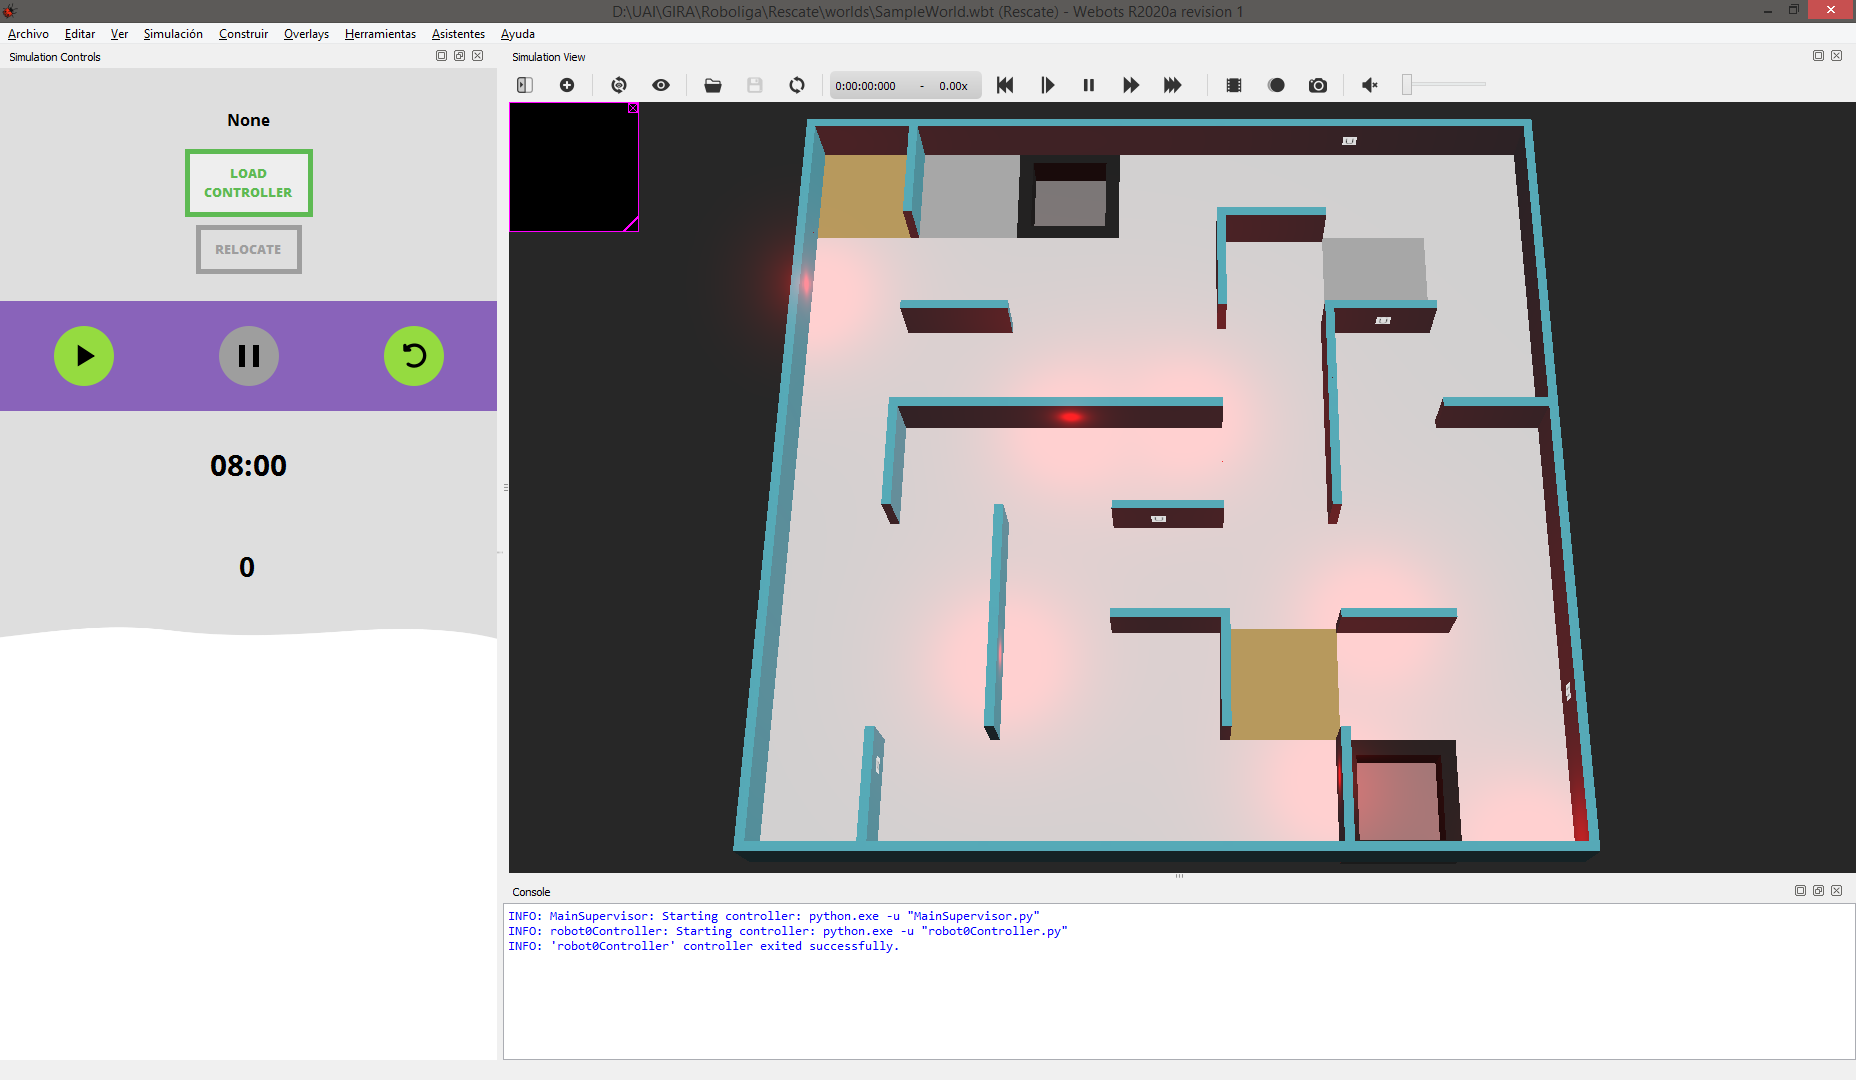 D:\UAI\GIRA\Roboliga\Rescate\worlds\SampleWorld.wbt (Rescate) - Webots R2020a revision 1
Archivo Editar Ver Simulación Construir Overlays Herramientas Asistentes Ayuda
Simulation Controls
Simulation View
0:00:00:000 - 0.00x
None
LOAD
CONTROLLER
RELOCATE
08:00
0
Console
INFO: MainSupervisor: Starting controller: python.exe -u "MainSupervisor.py"
INFO: robot0Controller: Starting controller: python.exe -u "robot0Controller.py"
INFO: 'robot0Controller' controller exited successfully.